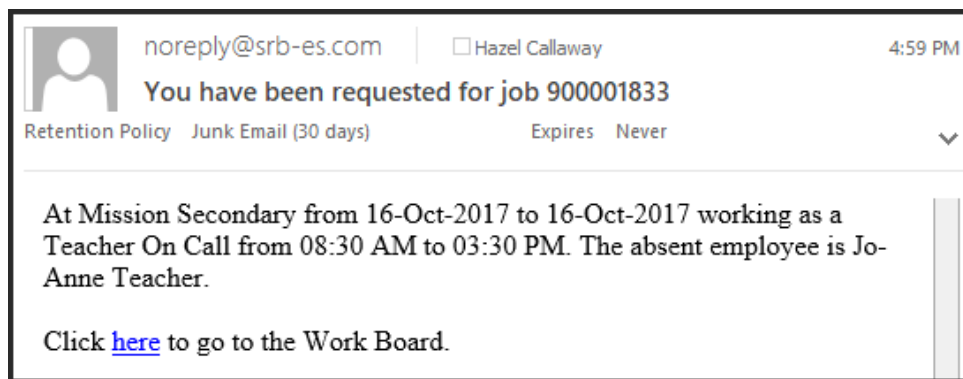 noreply@srb-es.com Hazel Callaway 4:59 PM
You have been requested for job 900001833
Retention Policy Junk Email (30 days) Expires Never
At Mission Secondary from 16-Oct-2017 to 16-Oct-2017 working as a
Teacher On Call from 08:30 AM to 03:30 PM. The absent employee is Jo-
Anne Teacher.
Click here to go to the Work Board.